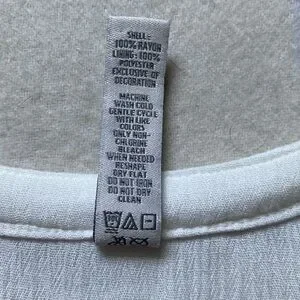 SHELL:
100% RAYON
LINING: 100%
POLYESTER
EXCLUSIVE OF
DECORATION
MACHINE
WASH COLD
GENTLE CYCLE
WITH LIKE
COLORS
ONLY NON-
CHLORINE
BLEACH
WHEN NEEDED
RESHAPE
DRY FLAT
DO NOT IRON
DO NOT DRY
CLEAN